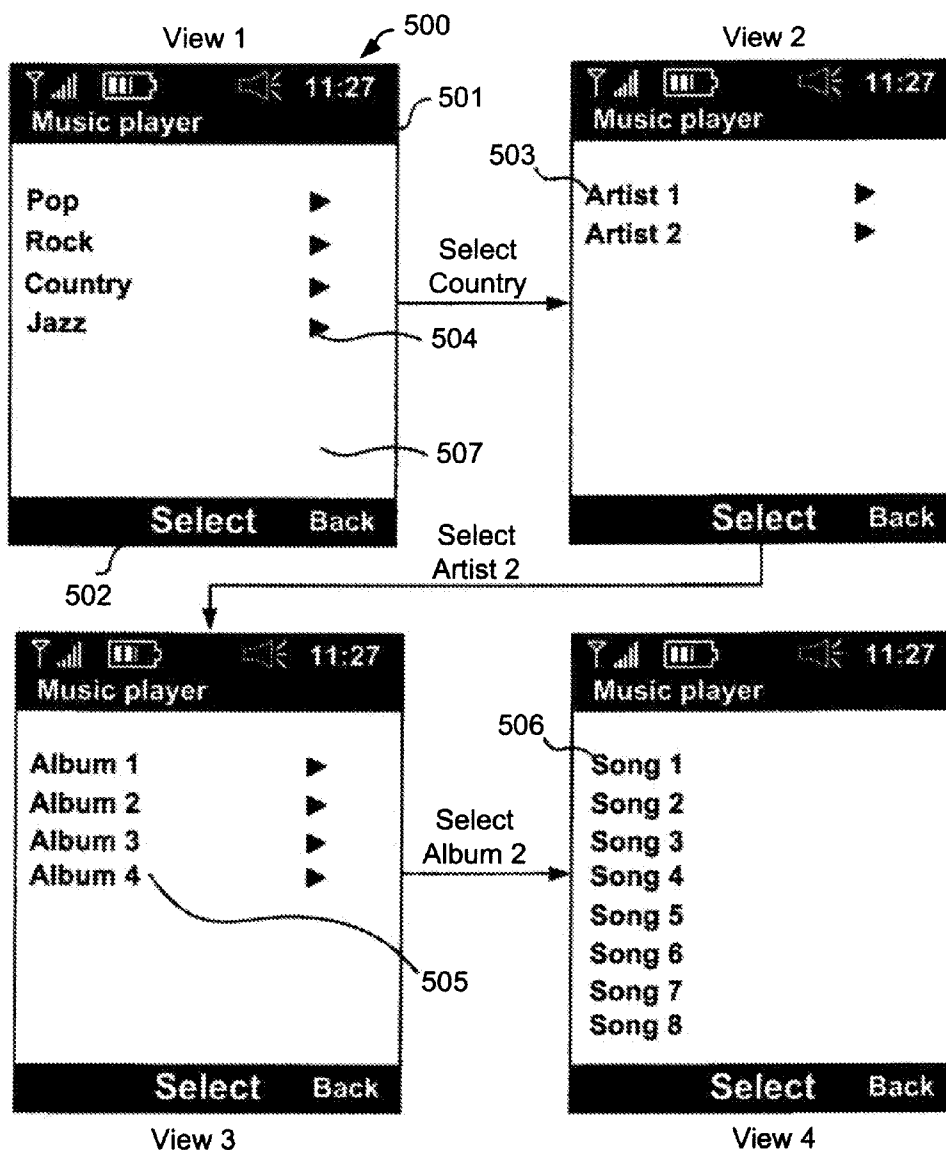 View 1
500
View 2
11:27
Music player
501
11:27
Music player
503
Pop
Rock
Country
Jazz
504
507
Select
Country
Artist 1
Artist 2
Select Back
502
Select
Artist 2
Select Back
11:27
Music player
11:27
Music player
506
Album 1
Album 2
Album 3
Album 4
505
Select
Album 2
Song 1
Song 2
Song 3
Song 4
Song 5
Song 6
Song 7
Song 8
Select Back
Select Back
View 3
View 4